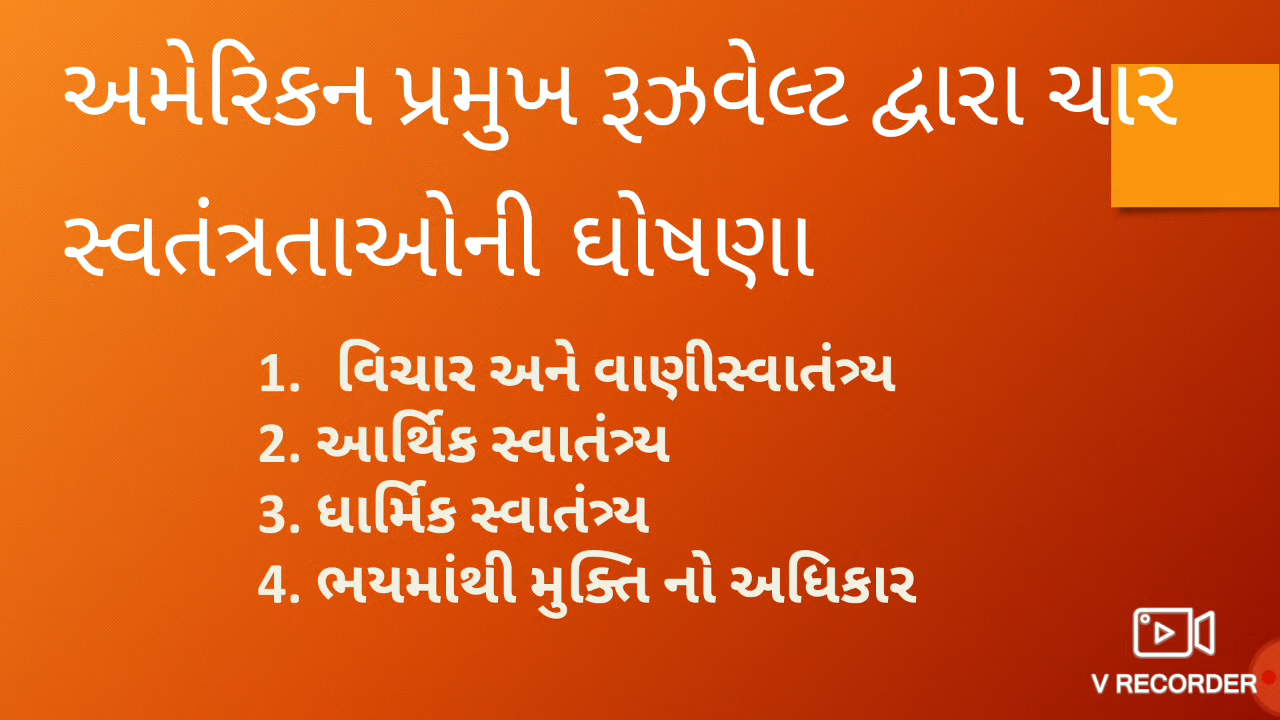 અમેરિકન પ્રમુખ રૂઝવેલ્ટ દ્વારા ચાર
સ્વતંત્રતાઓની ઘોષણા
1. વિચાર અને વાણીસ્વાતંત્ર્ય
2. આર્થિક સ્વાતંત્ર્ય
3. ધાર્મિક સ્વાતંત્ર્ય
4. ભયમાંથી મુક્તિ નો અધિકાર
V RECORDER